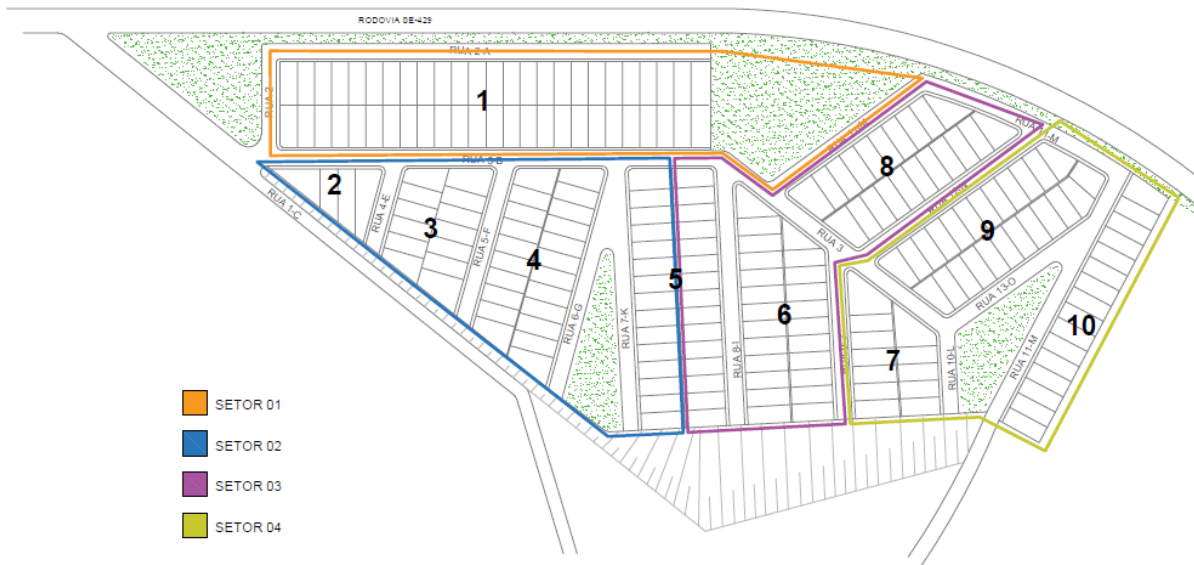 RODOVIA SE-429
RUA 2-A
RUA 2
1
RUA 3-B
RUA 1-C
2
RUA 4-E
3
RUA 5-F
4
RUA 6-G
RUA 7-K
5
RUA 8-I
6
RUA 3
8
9
RUA 13-O
7
RUA 10-L
RUA 11-M
10
SETOR 01
SETOR 02
SETOR 03
SETOR 04